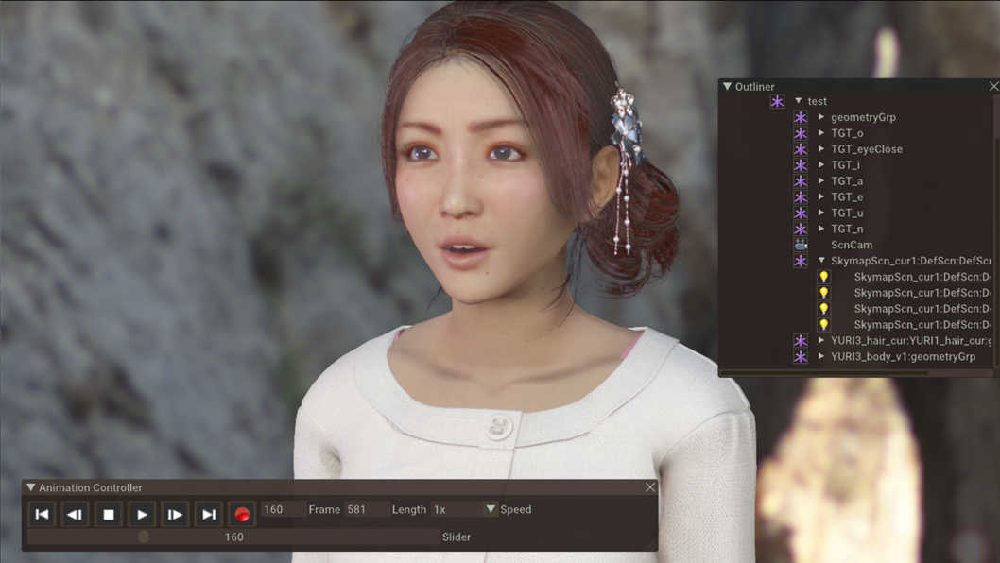 Outliner
test
geometryGrp
TGT_o
TGT_eyeClose
TGT_i
TGT_a
TGT_e
TGT_u
TGT_n
ScnCam
SkymapScn_cur1:DefScn:DefScn
SkymapScn_cur1:DefScn:D
SkymapScn_cur1:DefScn:D
SkymapScn_cur1:DefScn:D
SkymapScn_cur1:DefScn:D
YURI3_hair_cur:YURI1_hair_cur:g
YURI3_body_v1:geometryGrp
Animation Controller
160 Frame 581 Length 1x Speed
160 Slider